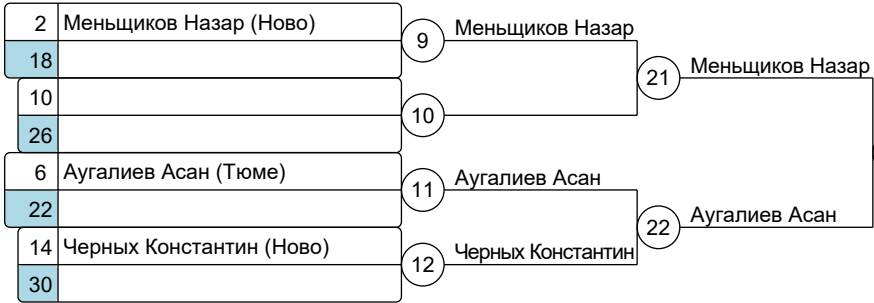 2 Меньщиков Назар (Ново)
18
9 Меньщиков Назар
10
26
10
21 Меньщиков Назар
6 Аугалиев Асан (Тюме)
22
11 Аугалиев Асан
14 Черных Константин (Ново)
30
12 Черных Константин
22 Аугалиев Асан